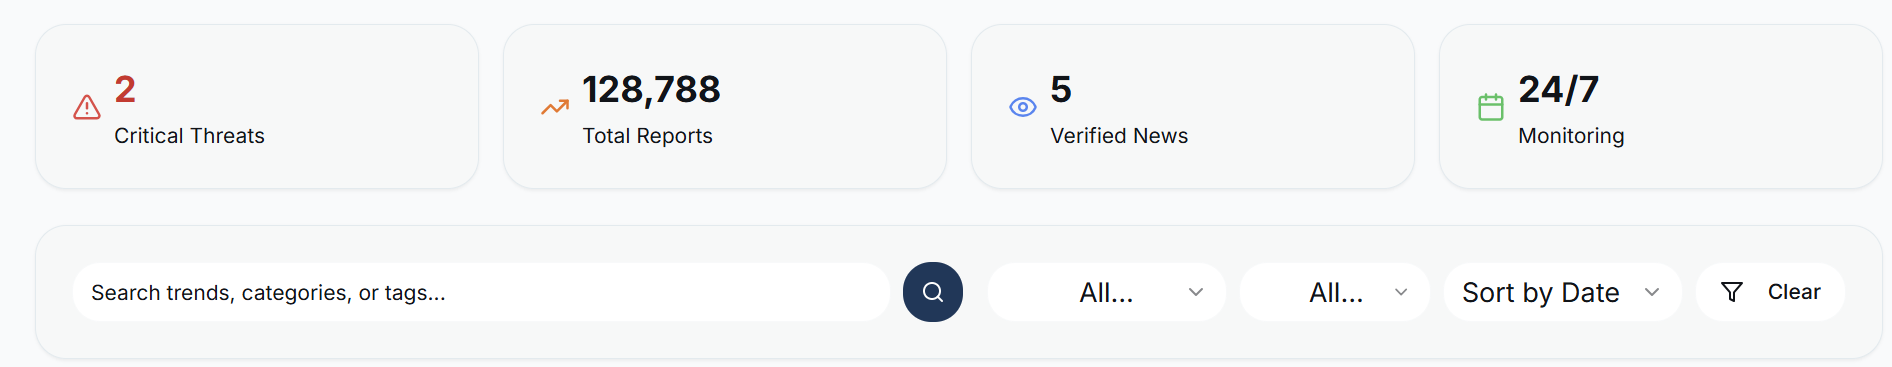 2
Critical Threats
128,788
Total Reports
5
Verified News
24/7
Monitoring
Search trends, categories, or tags...
All...
All...
Sort by Date
Clear